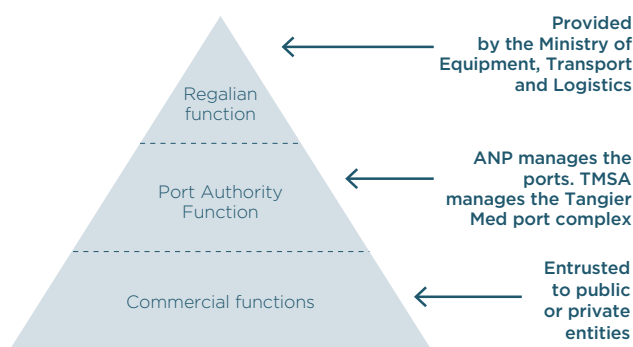 Provided
by the Ministry of
Equipment, Transport
and Logistics
Regalian
function
ANP manages the
ports. TMSA
manages the Tangier
Med port complex
Port Authority
Function
Entrusted
to public
or private
entities
Commercial functions